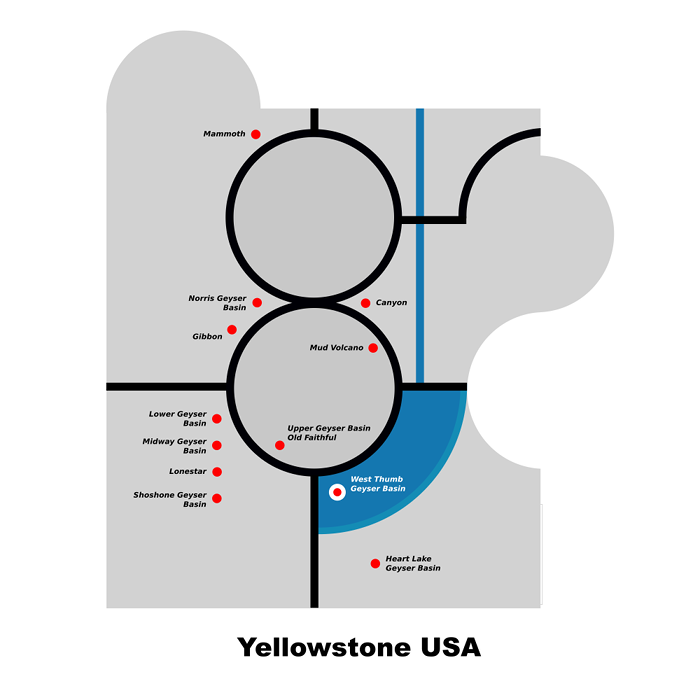 Mammoth
Norris Geyser
Basin
Canyon
Gibbon
Mud Volcano
Lower Geyser
Basin
Upper Geyser Basin
Old Faithful
Midway Geyser
Basin
Lonestar
West Thumb
Geyser Basin
Shoshone Geyser
Basin
Heart Lake
Geyser Basin
Yellowstone USA